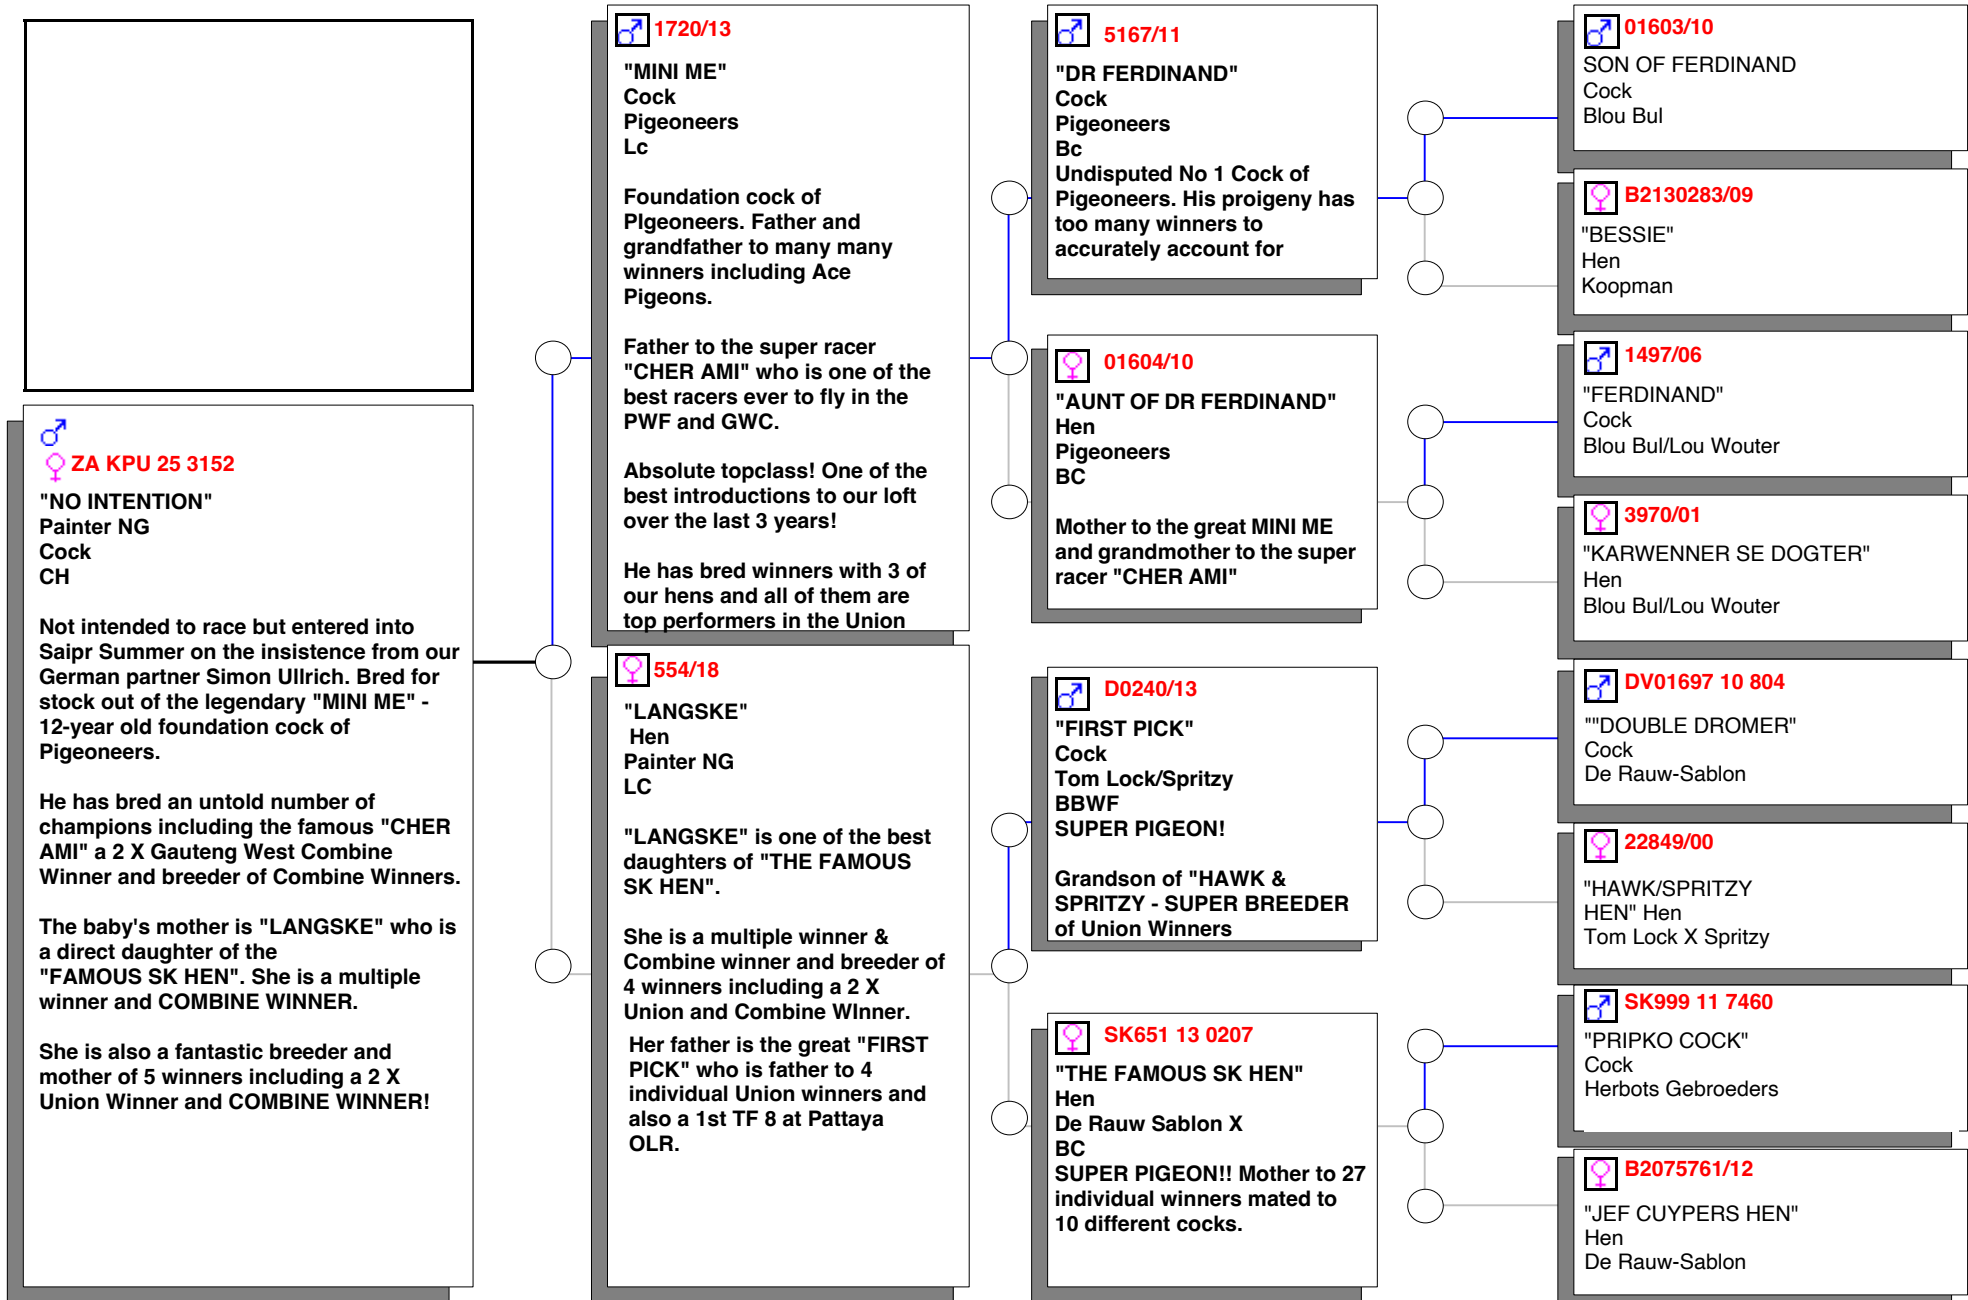 ZA KPU 25 3152
"NO INTENTION"
Painter NG
Cock
CH
Not intended to race but entered into
Saipr Summer on the insistence from our
German partner Simon Ullrich. Bred for
stock out of the legendary "MINI ME" -
12-year old foundation cock of
Pigeoneers.
He has bred an untold number of
champions including the famous "CHER
AMI" a 2 X Gauteng West Combine
Winner and breeder of Combine Winners.
The baby's mother is "LANGSKE" who is
a direct daughter of the
"FAMOUS SK HEN". She is a multiple
winner and COMBINE WINNER.
She is also a fantastic breeder and
mother of 5 winners including a 2 X
Union Winner and COMBINE WINNER!
1720/13
"MINI ME"
Cock
Pigeoneers
Lc
Foundation cock of
PIgeoneers. Father and
grandfather to many many
winners including Ace
Pigeons.
Father to the super racer
"CHER AMI" who is one of the
best racers ever to fly in the
PWF and GWC.
Absolute topclass! One of the
best introductions to our loft
over the last 3 years!
He has bred winners with 3 of
our hens and all of them are
top performers in the Union
554/18
"LANGSKE"
Hen
Painter NG
LC
"LANGSKE" is one of the best
daughters of "THE FAMOUS
SK HEN".
She is a multiple winner &
Combine winner and breeder of
4 winners including a 2 X
Union and Combine WInner.
Her father is the great "FIRST
PICK" who is father to 4
individual Union winners and
also a 1st TF 8 at Pattaya
OLR.
5167/11
"DR FERDINAND"
Cock
Pigeoneers
Bc
Undisputed No 1 Cock of
Pigeoneers. His proigeny has
too many winners to
accurately account for
01604/10
"AUNT OF DR FERDINAND"
Hen
Pigeoneers
BC
Mother to the great MINI ME
and grandmother to the super
racer "CHER AMI"
D0240/13
"FIRST PICK"
Cock
Tom Lock/Spritzy
BBWF
SUPER PIGEON!
Grandson of "HAWK &
SPRITZY - SUPER BREEDER
of Union Winners
SK651 13 0207
"THE FAMOUS SK HEN"
Hen
De Rauw Sablon X
BC
SUPER PIGEON!! Mother to 27
individual winners mated to
10 different cocks.
01603/10
SON OF FERDINAND
Cock
Blou Bul
B2130283/09
"BESSIE"
Hen
Koopman
1497/06
"FERDINAND"
Cock
Blou Bul/Lou Wouter
3970/01
"KARWENNER SE DOGTER"
Hen
Blou Bul/Lou Wouter
DV01697 10 804
""DOUBLE DROMER"
Cock
De Rauw-Sablon
22849/00
"HAWK/SPRITZY
HEN" Hen
Tom Lock X Spritzy
SK999 11 7460
"PRIPKO COCK"
Cock
Herbots Gebroeders
B2075761/12
"JEF CUYPERS HEN"
Hen
De Rauw-Sablon